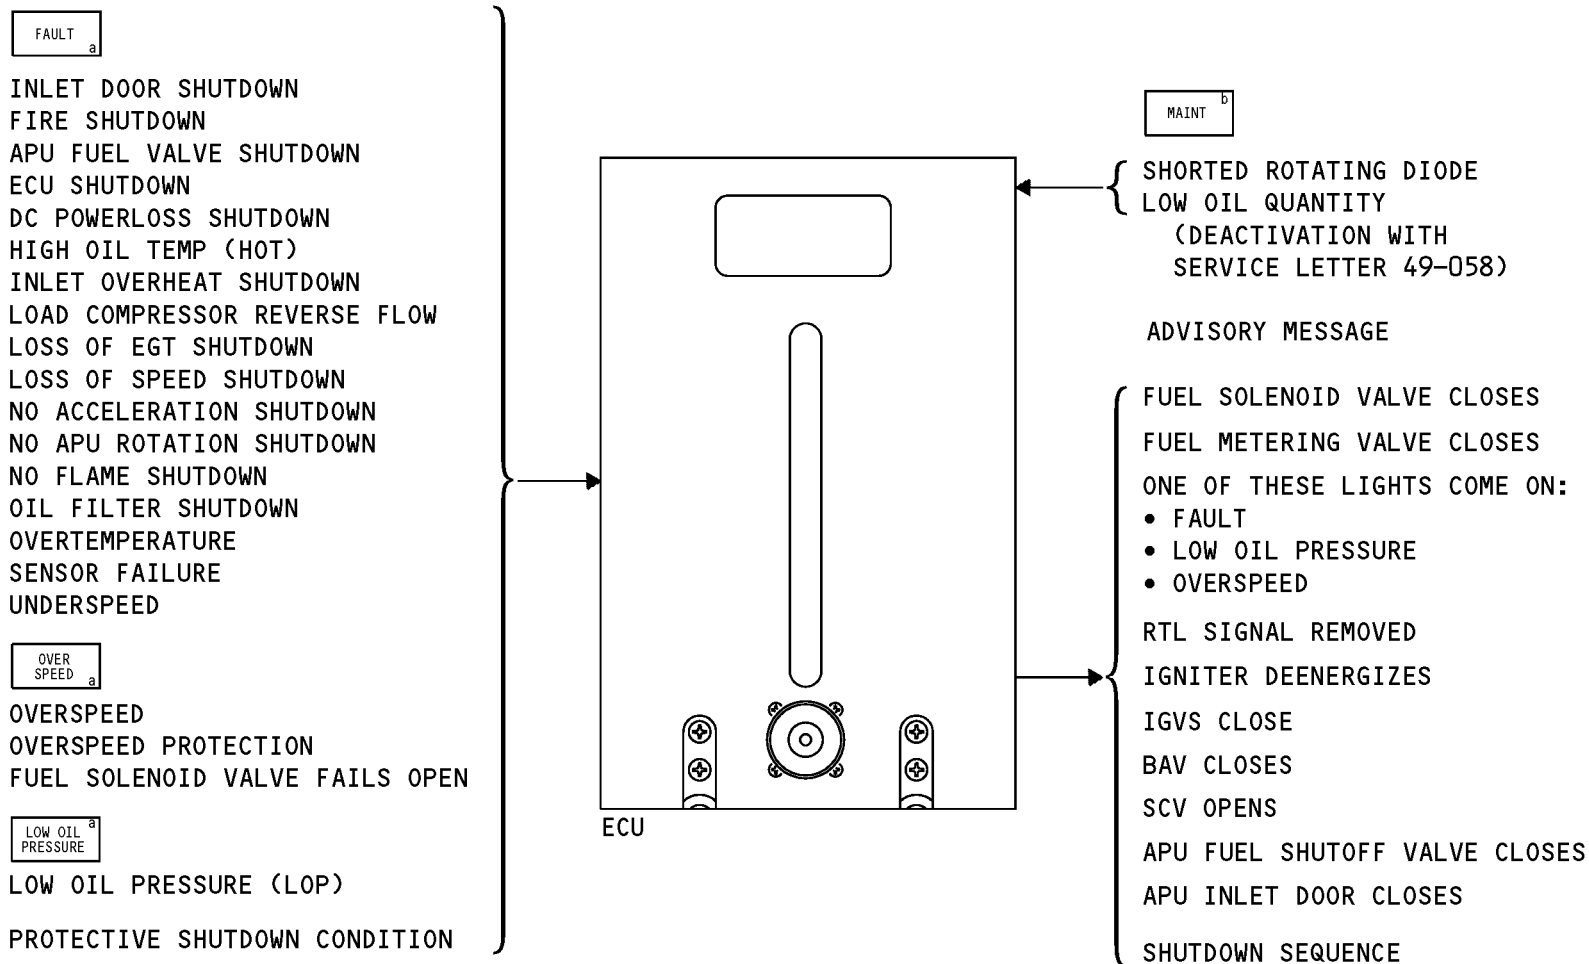 FAULT
a
INLET DOOR SHUTDOWN
FIRE SHUTDOWN
APU FUEL VALVE SHUTDOWN
ECU SHUTDOWN
DC POWERLOSS SHUTDOWN
HIGH OIL TEMP (HOT)
INLET OVERHEAT SHUTDOWN
LOAD COMPRESSOR REVERSE FLOW
LOSS OF EGT SHUTDOWN
LOSS OF SPEED SHUTDOWN
NO ACCELERATION SHUTDOWN
NO APU ROTATION SHUTDOWN
NO FLAME SHUTDOWN
OIL FILTER SHUTDOWN
OVERTEMPERATURE
SENSOR FAILURE
UNDERSPEED
OVER
SPEED
a
OVERSPEED
OVERSPEED PROTECTION
FUEL SOLENOID VALVE FAILS OPEN
LOW OIL
PRESSURE
a
LOW OIL PRESSURE (LOP)
PROTECTIVE SHUTDOWN CONDITION
ECU
MAINT
b
SHORTED ROTATING DIODE
LOW OIL QUANTITY
(DEACTIVATION WITH
SERVICE LETTER 49-058)
ADVISORY MESSAGE
FUEL SOLENOID VALVE CLOSES
FUEL METERING VALVE CLOSES
ONE OF THESE LIGHTS COME ON:
• FAULT
• LOW OIL PRESSURE
• OVERSPEED
RTL SIGNAL REMOVED
IGNITER DEENERGIZES
IGVS CLOSE
BAV CLOSES
SCV OPENS
APU FUEL SHUTOFF VALVE CLOSES
APU INLET DOOR CLOSES
SHUTDOWN SEQUENCE